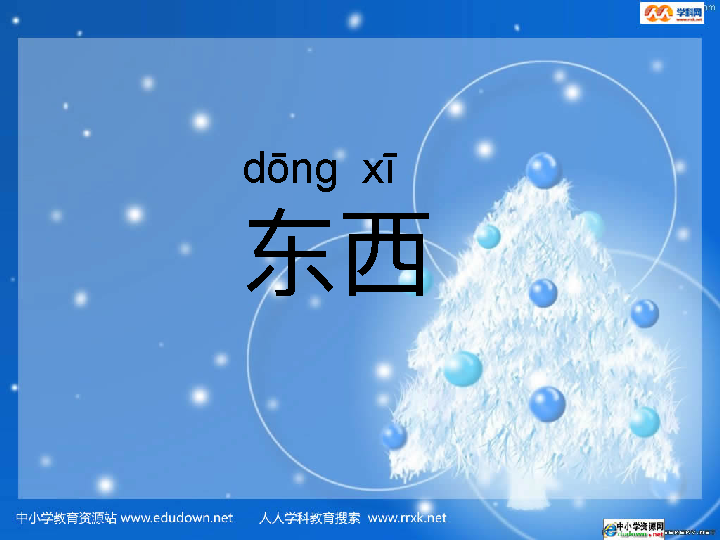 学科网
dōng xī
东西
中小学教育资源站 www.edudown.net 人人学科教育搜索 www.rrxk.net
中小学资源网